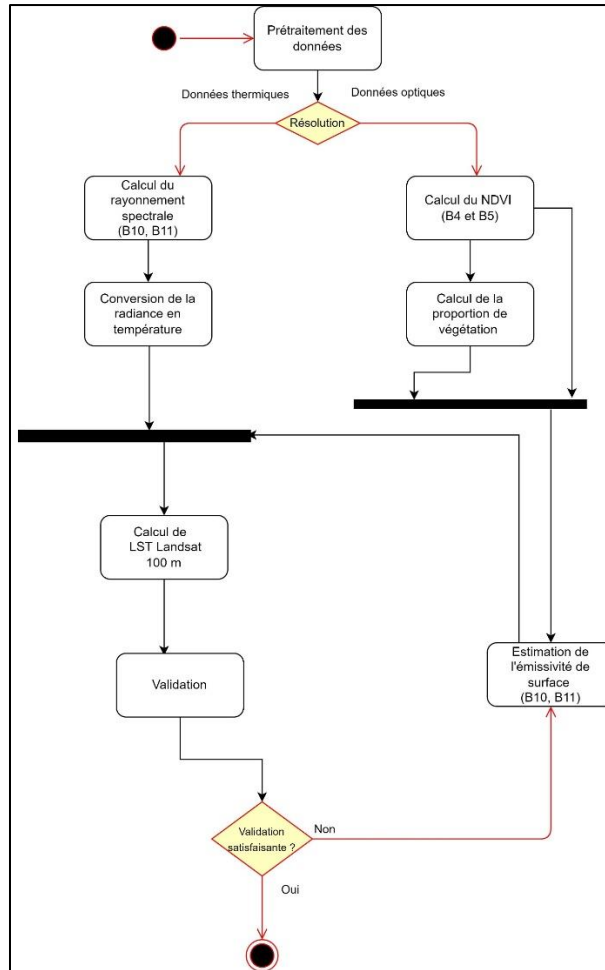 Prétraitement des
données
Données thermiques
Données optiques
Résolution
Calcul du
rayonnement
spectrale
(B10, B11)
Calcul du NDVI
(B4 et B5)
Conversion de la
radiance en
température
Calcul de la
proportion de
végétation
Calcul de
LST Landsat
100 m
Estimation de
l'émissivité de
surface
(B10, B11)
Validation
Validation
satisfaisante ?
Non
Oui